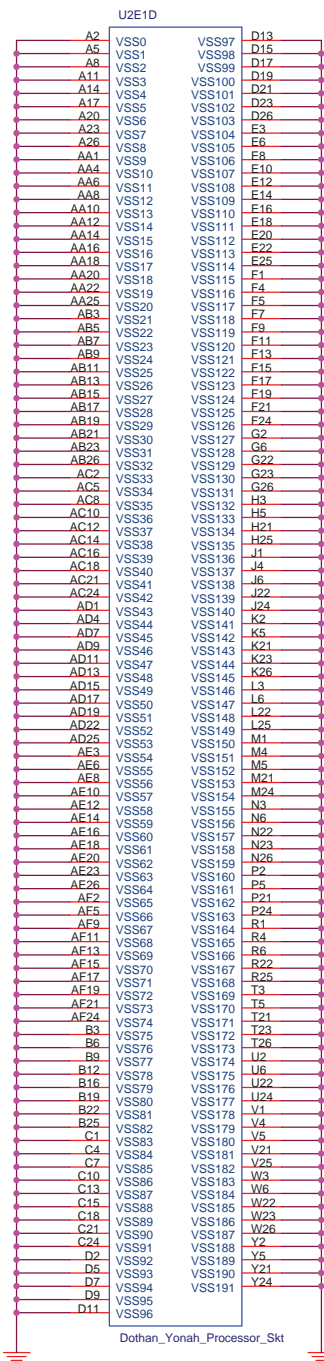 U2E1D
A2 VSS0 VSS97 D13
A5 VSS1 VSS98 D15
A8 VSS2 VSS99 D17
A11 VSS3 VSS100 D19
A14 VSS4 VSS101 D21
A17 VSS5 VSS102 D23
A20 VSS6 VSS103 D26
A23 VSS7 VSS104 E3
A26 VSS8 VSS105 E6
AA1 VSS9 VSS106 E8
AA4 VSS10 VSS107 E10
AA6 VSS11 VSS108 E12
AA8 VSS12 VSS109 E14
AA10 VSS13 VSS110 E16
AA12 VSS14 VSS111 E18
AA14 VSS15 VSS112 E20
AA16 VSS16 VSS113 E22
AA18 VSS17 VSS114 E25
AA20 VSS18 VSS115 F1
AA22 VSS19 VSS116 F4
AA25 VSS20 VSS117 F5
AB3 VSS21 VSS118 F7
AB5 VSS22 VSS119 F9
AB7 VSS23 VSS120 F11
AB9 VSS24 VSS121 F13
AB11 VSS25 VSS122 F15
AB13 VSS26 VSS123 F17
AB15 VSS27 VSS124 F19
AB17 VSS28 VSS125 F21
AB19 VSS29 VSS126 F24
AB21 VSS30 VSS127 G2
AB23 VSS31 VSS128 G6
AB26 VSS32 VSS129 G22
AC2 VSS33 VSS130 G23
AC5 VSS34 VSS131 G26
AC8 VSS35 VSS132 H3
AC10 VSS36 VSS133 H5
AC12 VSS37 VSS134 H21
AC14 VSS38 VSS135 H25
AC16 VSS39 VSS136 J1
AC18 VSS40 VSS137 J4
AC21 VSS41 VSS138 J6
AC24 VSS42 VSS139 J22
AD1 VSS43 VSS140 J24
AD4 VSS44 VSS141 K2
AD7 VSS45 VSS142 K5
AD9 VSS46 VSS143 K21
AD11 VSS47 VSS144 K23
AD13 VSS48 VSS145 K26
AD15 VSS49 VSS146 L3
AD17 VSS50 VSS147 L6
AD19 VSS51 VSS148 L22
AD22 VSS52 VSS149 L25
AD25 VSS53 VSS150 M1
AE3 VSS54 VSS151 M4
AE6 VSS55 VSS152 M5
AE8 VSS56 VSS153 M21
AE10 VSS57 VSS154 M24
AE12 VSS58 VSS155 N3
AE14 VSS59 VSS156 N6
AE16 VSS60 VSS157 N22
AE18 VSS61 VSS158 N23
AE20 VSS62 VSS159 N26
AE23 VSS63 VSS160 P2
AE26 VSS64 VSS161 P5
AF2 VSS65 VSS162 P21
AF5 VSS66 VSS163 P24
AF9 VSS67 VSS164 R1
AF11 VSS68 VSS165 R4
AF13 VSS69 VSS166 R6
AF15 VSS70 VSS167 R22
AF17 VSS71 VSS168 R25
AF19 VSS72 VSS169 T3
AF21 VSS73 VSS170 T5
AF24 VSS74 VSS171 T21
B3 VSS75 VSS172 T23
B6 VSS76 VSS173 T26
B9 VSS77 VSS174 U2
B12 VSS78 VSS175 U6
B16 VSS79 VSS176 U22
B19 VSS80 VSS177 U24
B22 VSS81 VSS178 V1
B25 VSS82 VSS179 V4
C1 VSS83 VSS180 V5
C4 VSS84 VSS181 V21
C7 VSS85 VSS182 V25
C10 VSS86 VSS183 W3
C13 VSS87 VSS184 W6
C15 VSS88 VSS185 W22
C18 VSS89 VSS186 W23
C21 VSS90 VSS187 W26
C24 VSS91 VSS188 Y2
D2 VSS92 VSS189 Y5
D5 VSS93 VSS190 Y21
D7 VSS94 VSS191 Y24
D9 VSS95
D11 VSS96
Dothan_Yonah_Processor_Skt